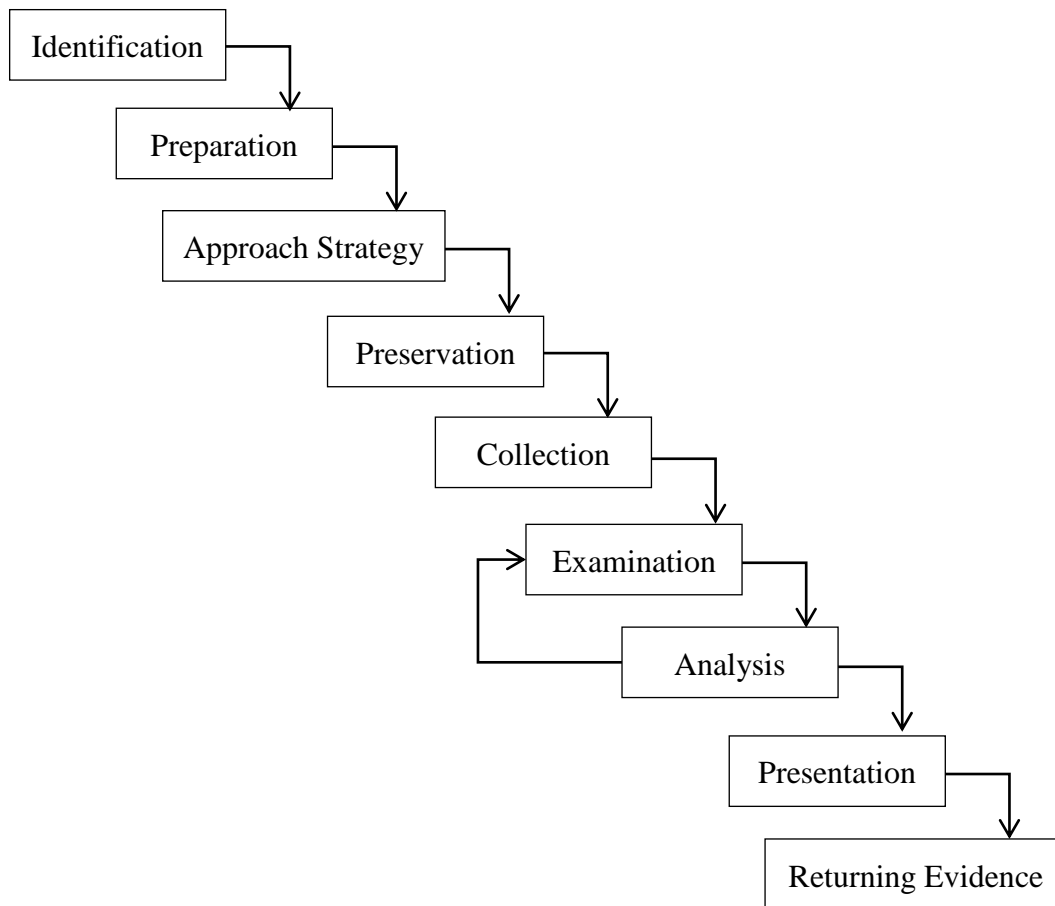 Identification
Preparation
Approach Strategy
Preservation
Collection
Examination
Analysis
Presentation
Returning Evidence